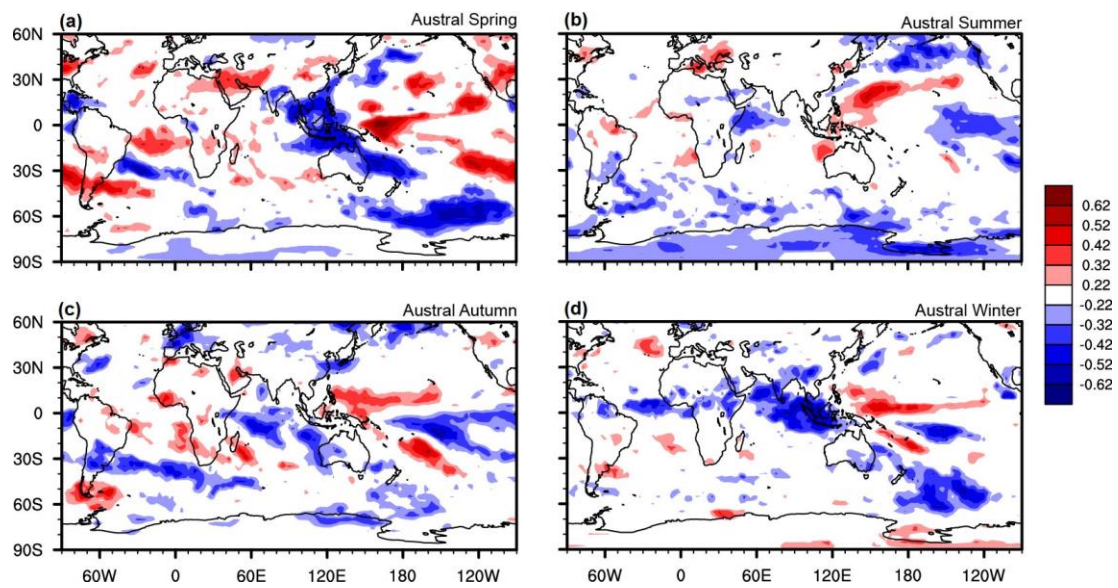 (a) Austral Spring
60N
30N
0
30S
60S
90S
(b) Austral Summer
0.62
0.52
0.42
0.32
0.22
-0.22
-0.32
-0.42
-0.52
-0.62
(c) Austral Autumn
60N
30N
0
30S
60S
90S
60W 0 60E 120E 180 120W
(d) Austral Winter
60W 0 60E 120E 180 120W